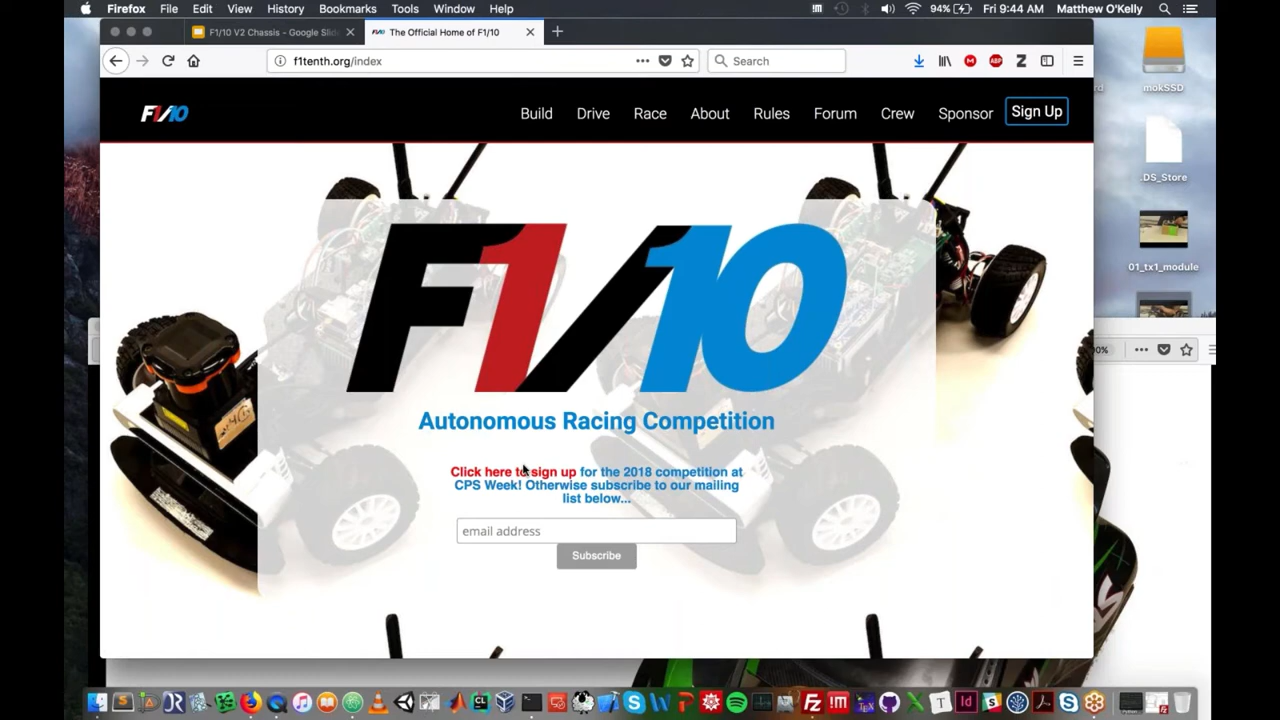 Firefox File Edit View History Bookmarks Tools Window Help 94% Fri 9:44 AM Matthew O'Kelly
F1/10 V2 Chassis - Google Slid
F1/10 The Official Home of F1/10
f1tenth.org/index
Search
mokSSD
F1/10
Build Drive Race About Rules Forum Crew Sponsor Sign Up
.DS_Store
01_tx1_module
F1/10
Autonomous Racing Competition
Click here to sign up for the 2018 competition at
CPS Week! Otherwise subscribe to our mailing
list below...
email address
Subscribe